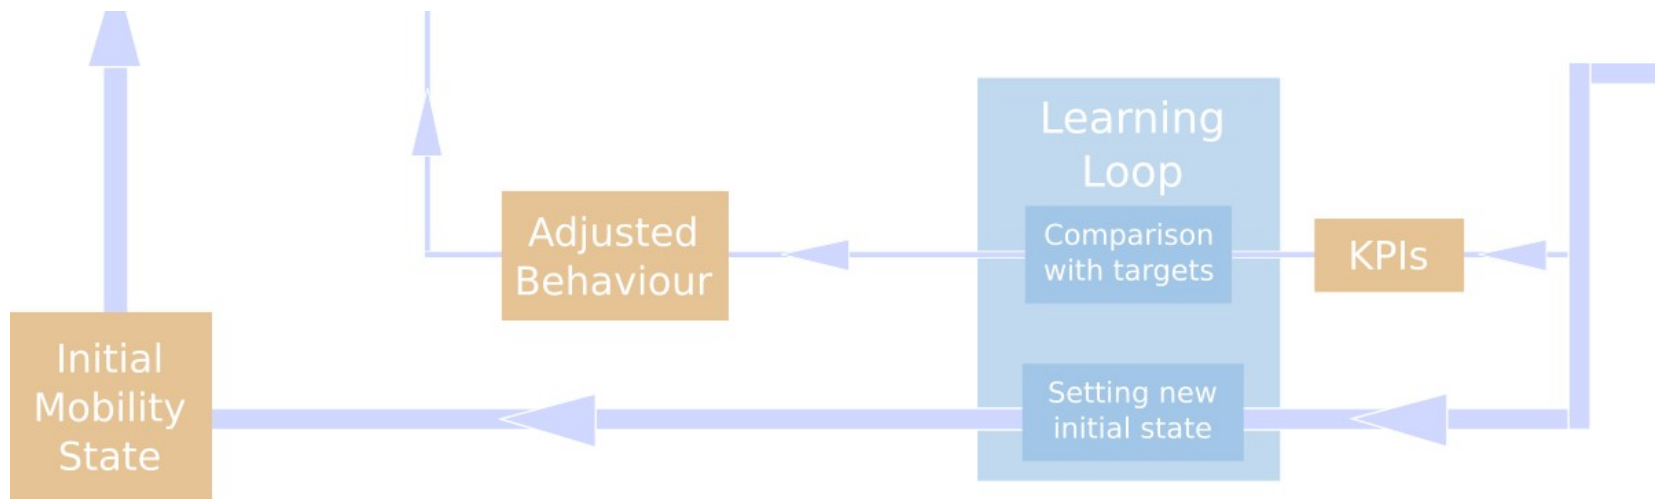 Learning
Loop
Adjusted
Behaviour
Comparison
with targets
KPIs
Initial
Mobility
State
Setting new
initial state